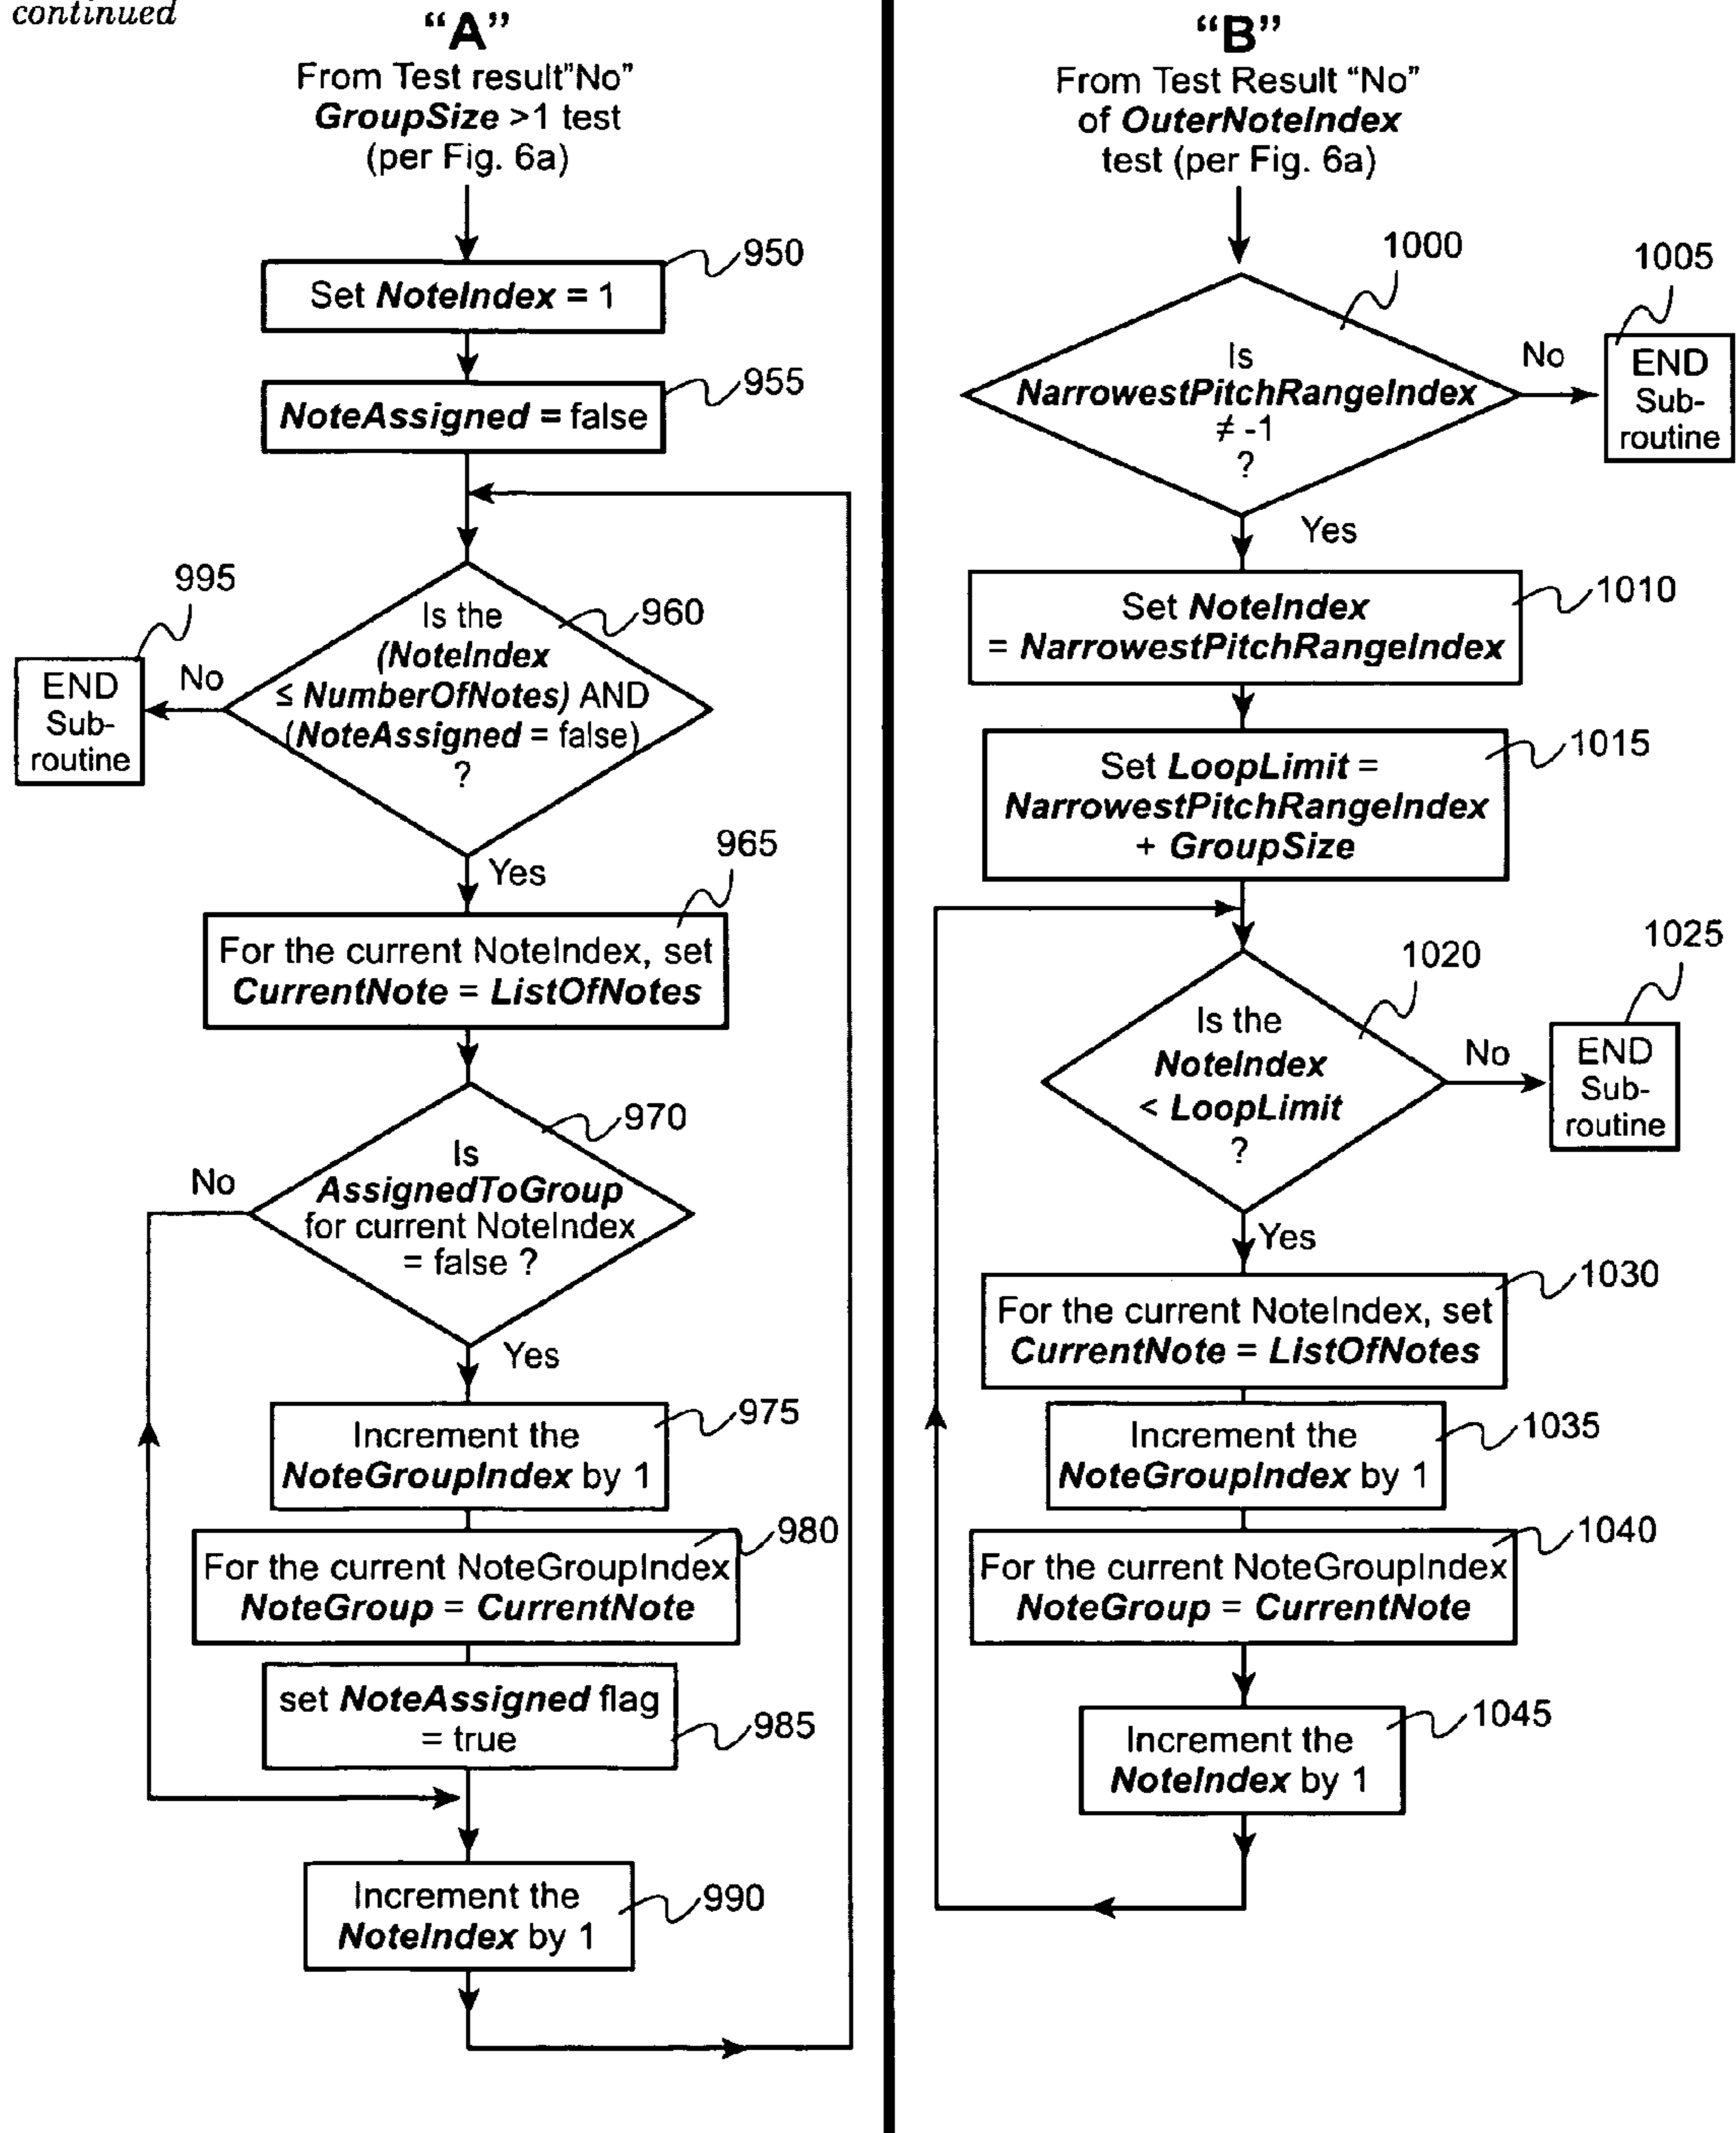 continued
“A”
From Test result"No”
GroupSize >1 test
(per Fig. 6a)
950
Set NoteIndex = 1
955
NoteAssigned = false
995
END
Sub-
routine
No
960
Is the
(NoteIndex
≤ NumberOfNotes) AND
(NoteAssigned = false)
?
Yes
965
For the current NoteIndex, set
CurrentNote = ListOfNotes
970
No
Is
AssignedToGroup
for current NoteIndex
= false ?
Yes
975
Increment the
NoteGroupIndex by 1
980
For the current NoteGroupIndex
NoteGroup = CurrentNote
set NoteAssigned flag
= true
985
Increment the
NoteIndex by 1
990
“B”
From Test Result “No”
of OuterNoteIndex
test (per Fig. 6a)
1000
1005
Is
NarrowestPitchRangeIndex
≠ -1
?
No
END
Sub-
routine
Yes
1010
Set NoteIndex
= NarrowestPitchRangeIndex
1015
Set LoopLimit =
NarrowestPitchRangeIndex
+ GroupSize
1020
1025
Is the
NoteIndex
< LoopLimit
?
No
END
Sub-
routine
Yes
1030
For the current NoteIndex, set
CurrentNote = ListOfNotes
1035
Increment the
NoteGroupIndex by 1
1040
For the current NoteGroupIndex
NoteGroup = CurrentNote
1045
Increment the
NoteIndex by 1